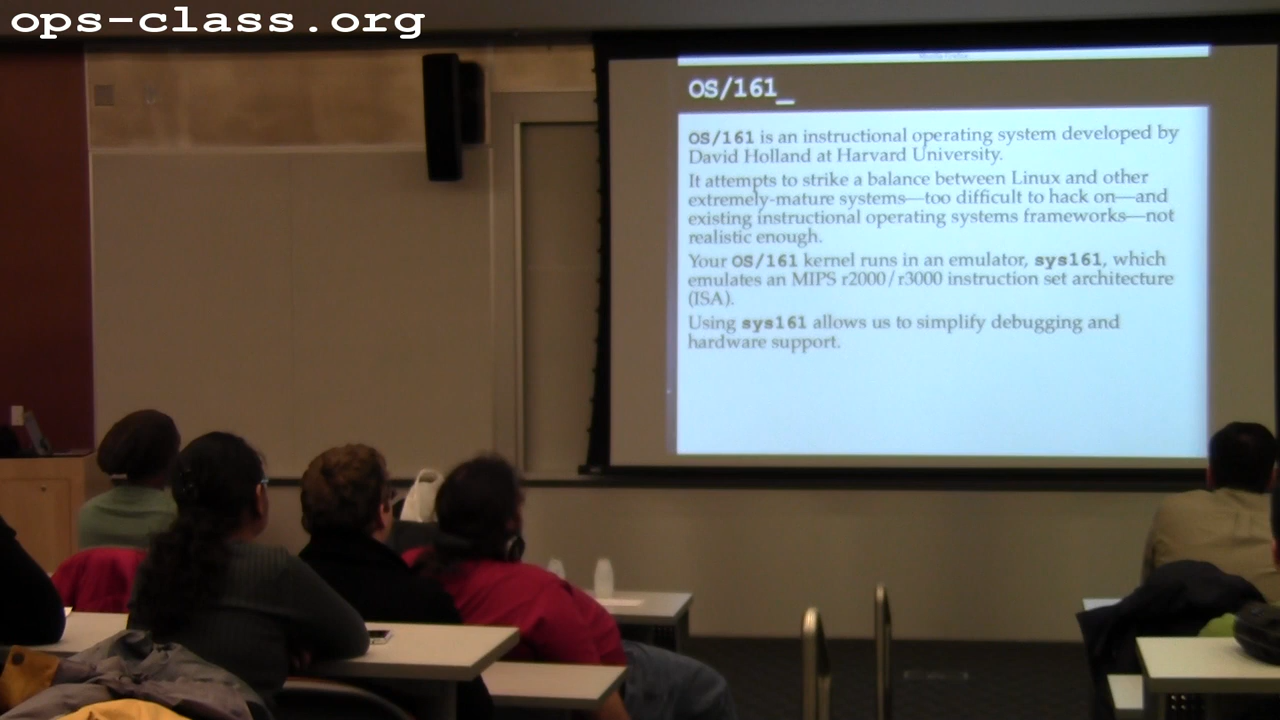 ops-class.org
OS/161_
OS/161 is an instructional operating system developed by
David Holland at Harvard University.
It attempts to strike a balance between Linux and other
extremely-mature systems—too difficult to hack on—and
existing instructional operating systems frameworks—not
realistic enough.
Your OS/161 kernel runs in an emulator, sys161, which
emulates an MIPS r2000/r3000 instruction set architecture
(ISA).
Using sys161 allows us to simplify debugging and
hardware support.